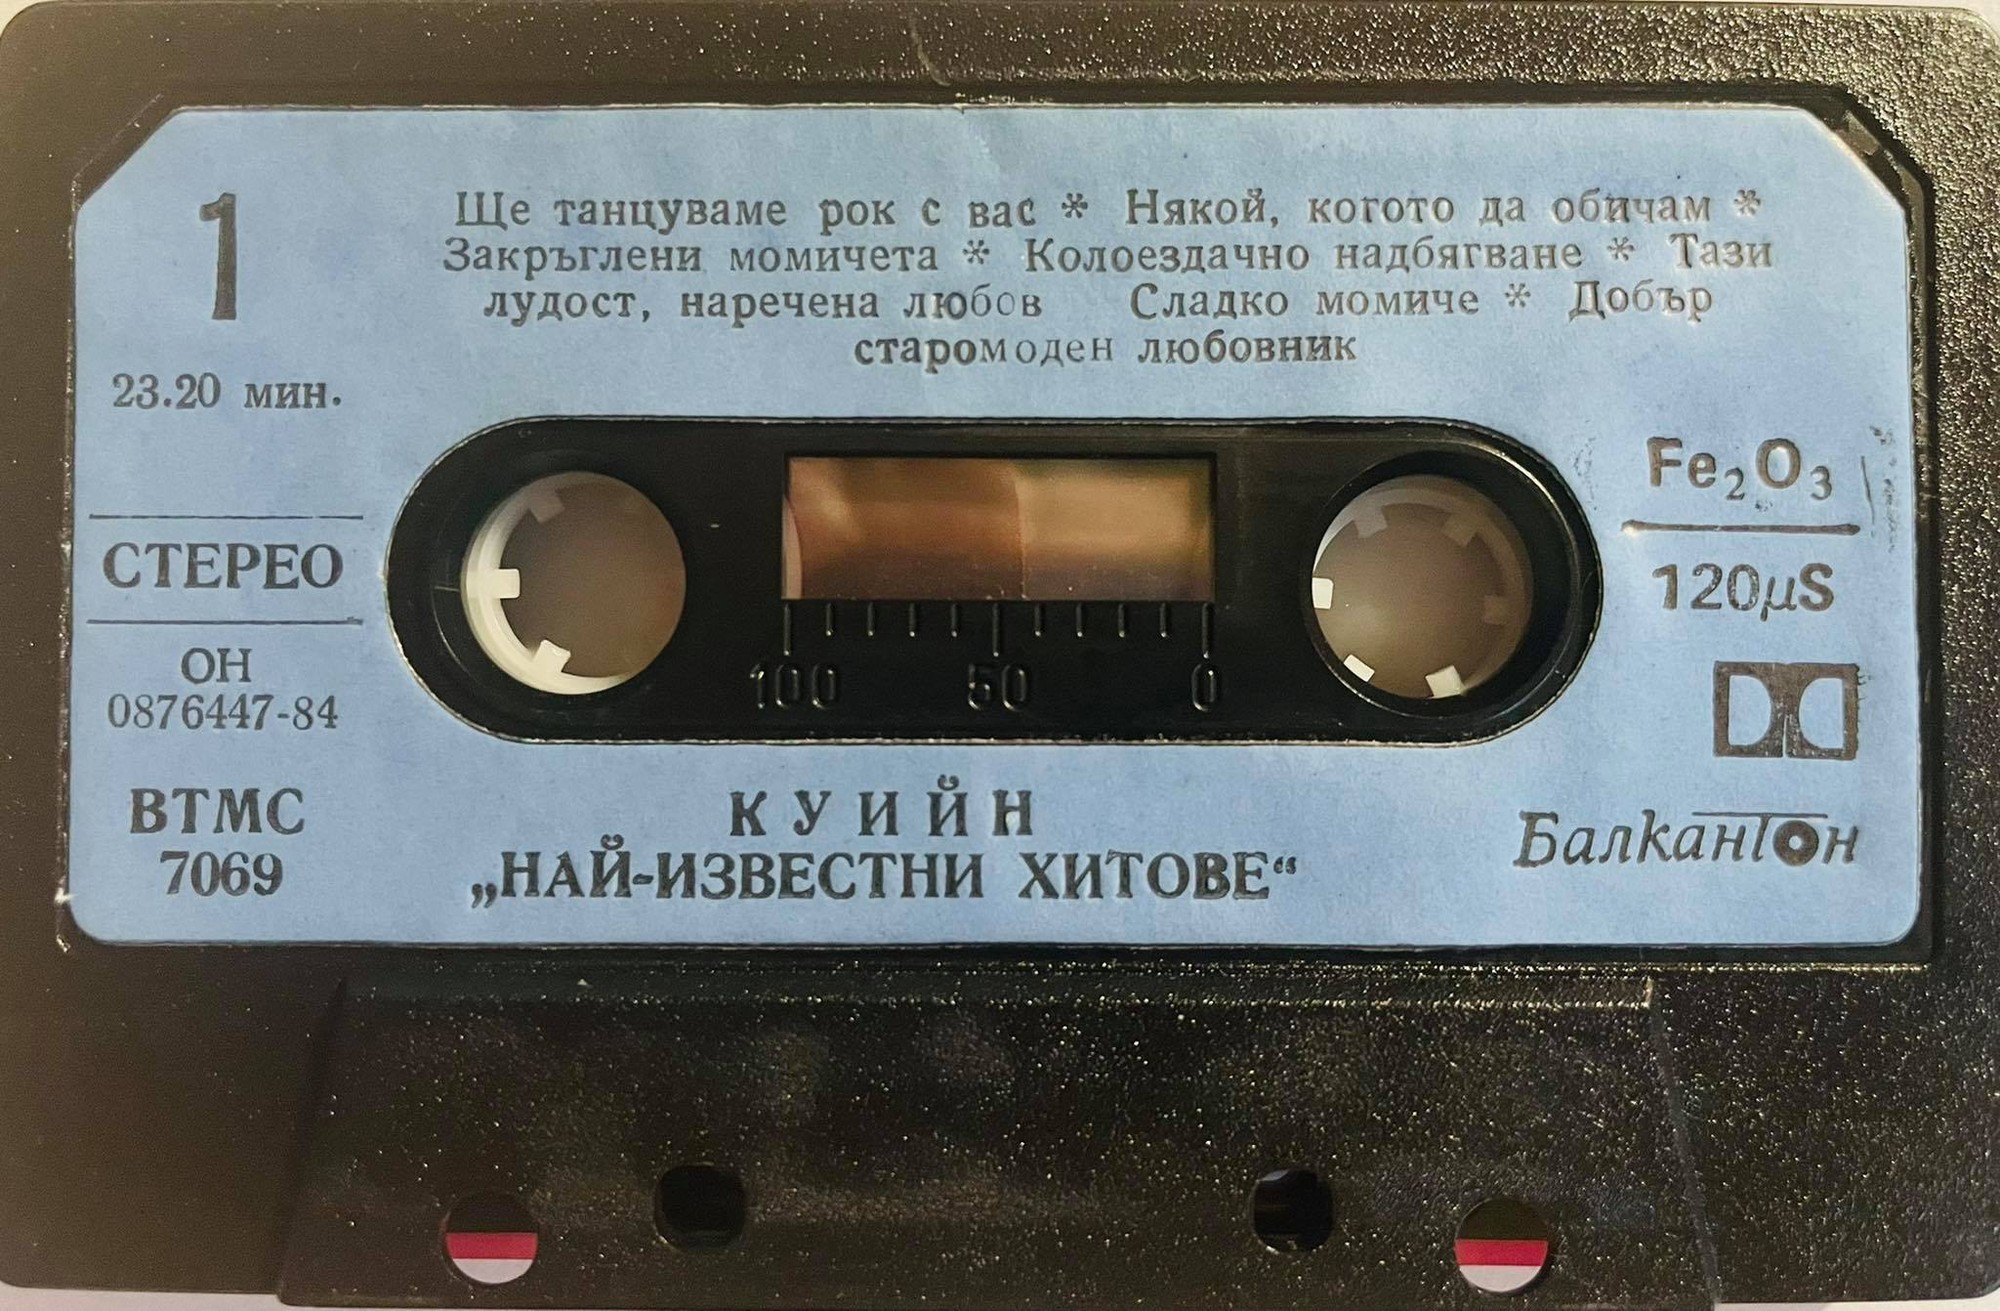 1
Ще танцуваме рок с вас * Някой, когото да обичам *
Закръглени момичета * Колоездачно надбягване * Тази
лудост, наречена любов Сладко момиче * Добър
старомоден любовник
23.20 мин.
СТЕРЕО
ОН
0876447-84
ВТМС
7069
100 50 0
Fe₂O₃
120µS
КУИЙН
„НАЙ-ИЗВЕСТНИ ХИТОВЕ“
Балкантон